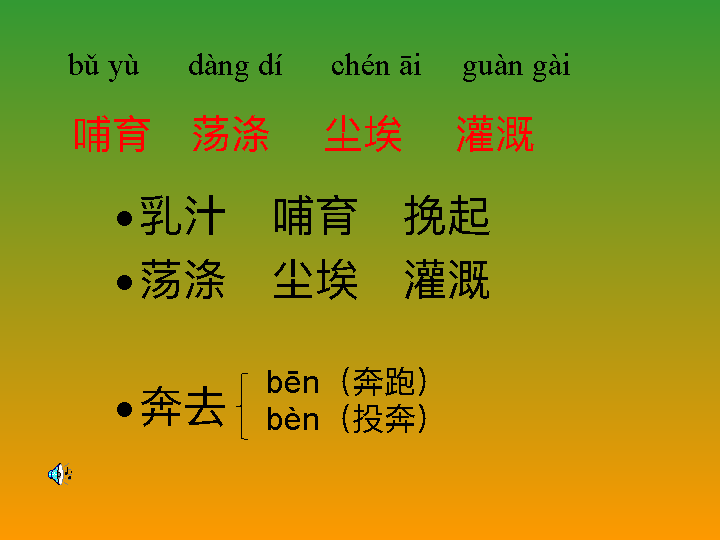 bǔ yù dàng dí chén āi guàn gài
哺育 荡涤 尘埃 灌溉
•乳汁 哺育 挽起
•荡涤 尘埃 灌溉
•奔去
bēn（奔跑）
bèn（投奔）